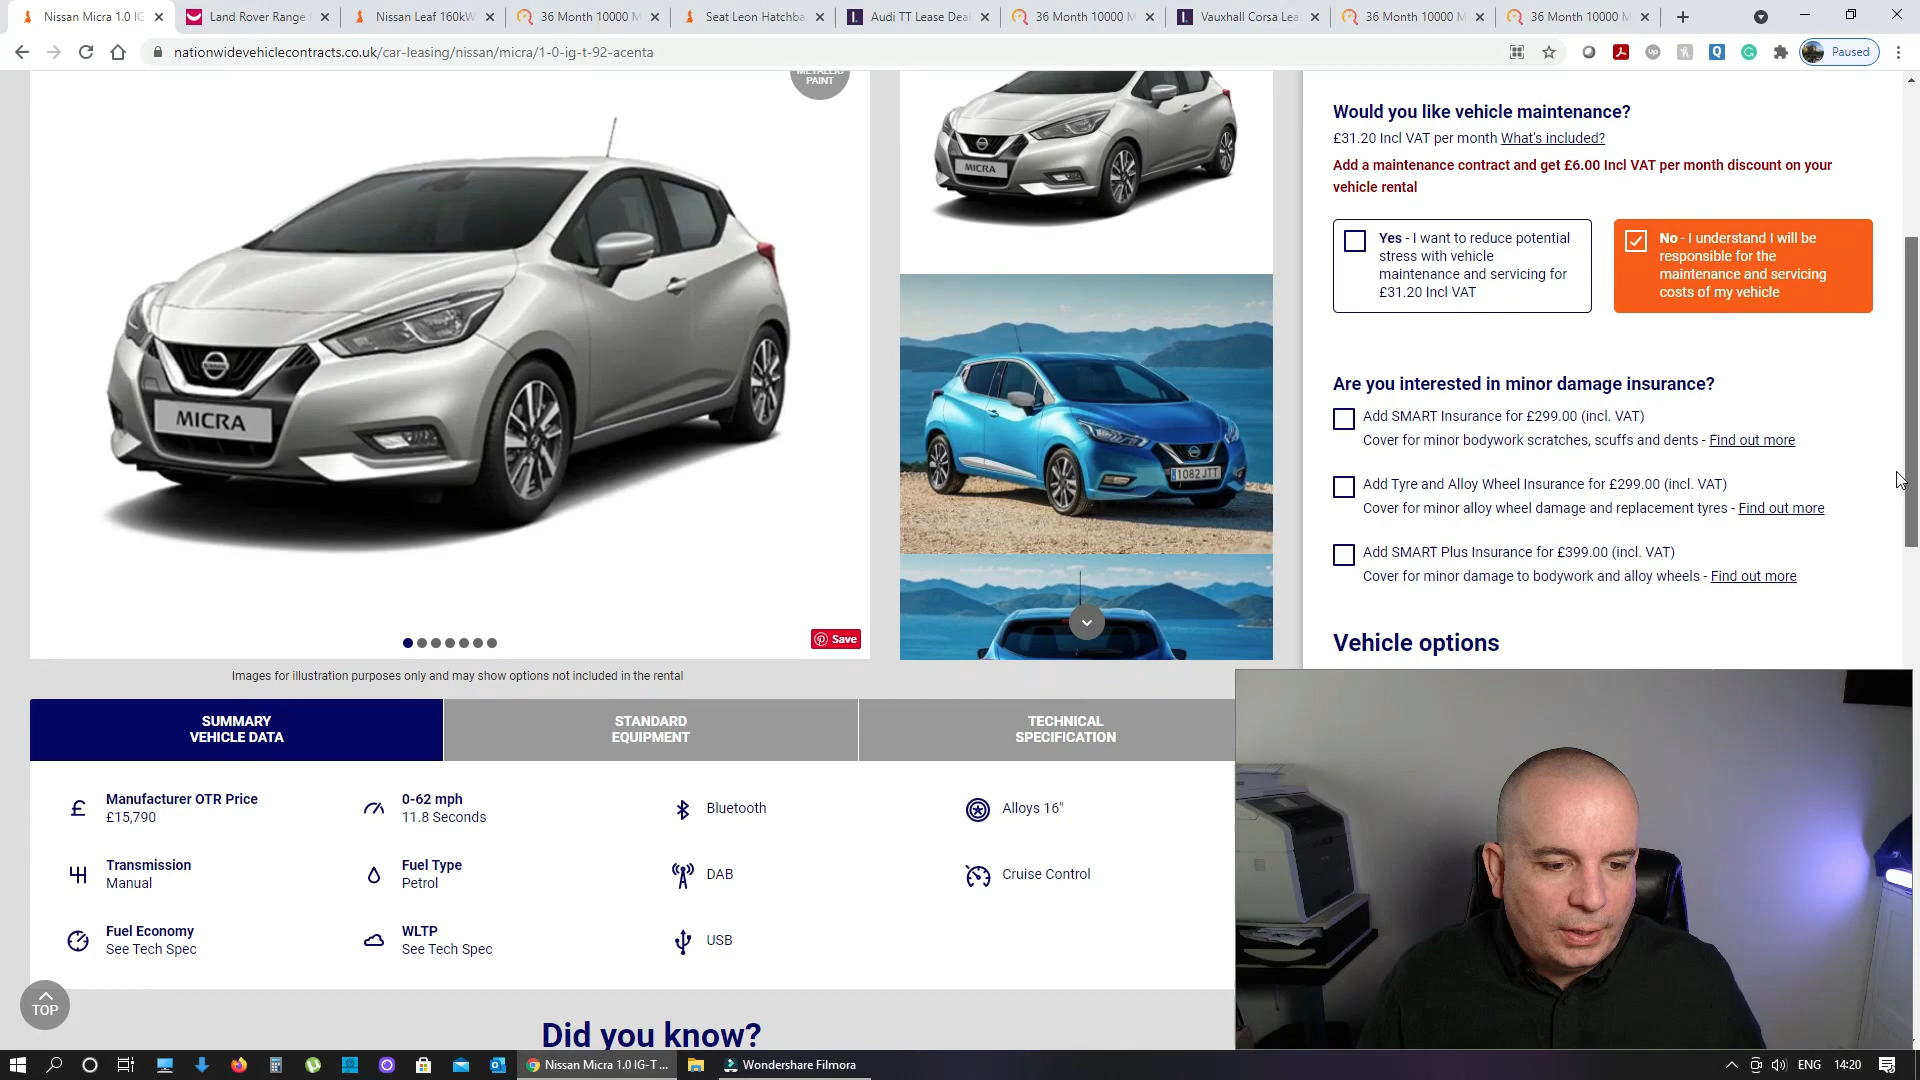 Nissan Micra 1.0 IG
Land Rover Range
Nissan Leaf 160kW
36 Month 10000 M
Seat Leon Hatchba
Audi TT Lease Deal
36 Month 10000 M
Vauxhall Corsa Lea
36 Month 10000 M
36 Month 10000 M
nationwidevehiclecontracts.co.uk/car-leasing/nissan/micra/1-0-ig-t-92-acenta
Paused
METALLIC
PAINT
MICRA
MICRA
1082 JTT
Save
Images for illustration purposes only and may show options not included in the rental
Would you like vehicle maintenance?
£31.20 Incl VAT per month What's included?
Add a maintenance contract and get £6.00 Incl VAT per month discount on your
vehicle rental
Yes - I want to reduce potential
stress with vehicle
maintenance and servicing for
£31.20 Incl VAT
No - I understand I will be
responsible for the
maintenance and servicing
costs of my vehicle
Are you interested in minor damage insurance?
Add SMART Insurance for £299.00 (incl. VAT)
Cover for minor bodywork scratches, scuffs and dents - Find out more
Add Tyre and Alloy Wheel Insurance for £299.00 (incl. VAT)
Cover for minor alloy wheel damage and replacement tyres - Find out more
Add SMART Plus Insurance for £399.00 (incl. VAT)
Cover for minor damage to bodywork and alloy wheels - Find out more
Vehicle options
SUMMARY
VEHICLE DATA
STANDARD
EQUIPMENT
TECHNICAL
SPECIFICATION
Manufacturer OTR Price
£15,790
0-62 mph
11.8 Seconds
Bluetooth
Alloys 16"
Transmission
Manual
Fuel Type
Petrol
DAB
Cruise Control
Fuel Economy
See Tech Spec
WLTP
See Tech Spec
USB
TOP
Did you know?
Nissan Micra 1.0 IG-T ...
Wondershare Filmora
ENG
14:20